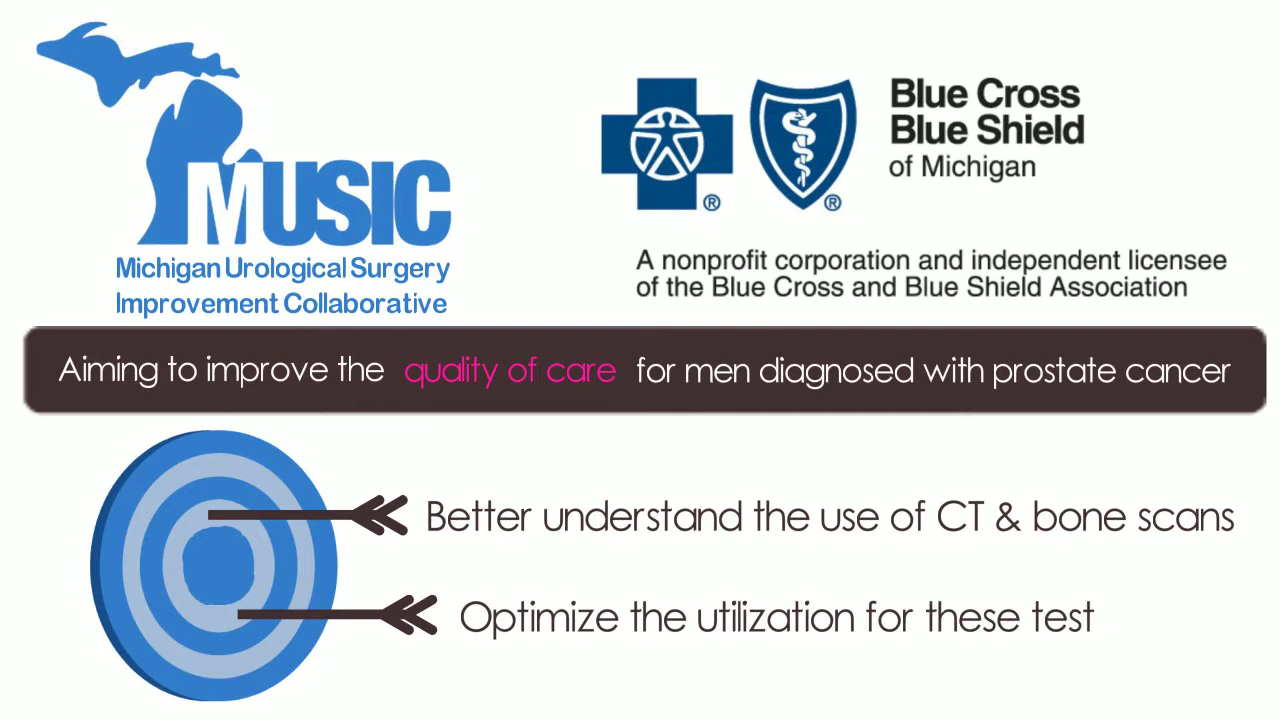 MUSIC
Michigan Urological Surgery
Improvement Collaborative
Blue Cross
Blue Shield
of Michigan
® ®
A nonprofit corporation and independent licensee
of the Blue Cross and Blue Shield Association
Aiming to improve the quality of care for men diagnosed with prostate cancer
Better understand the use of CT & bone scans
Optimize the utilization for these test